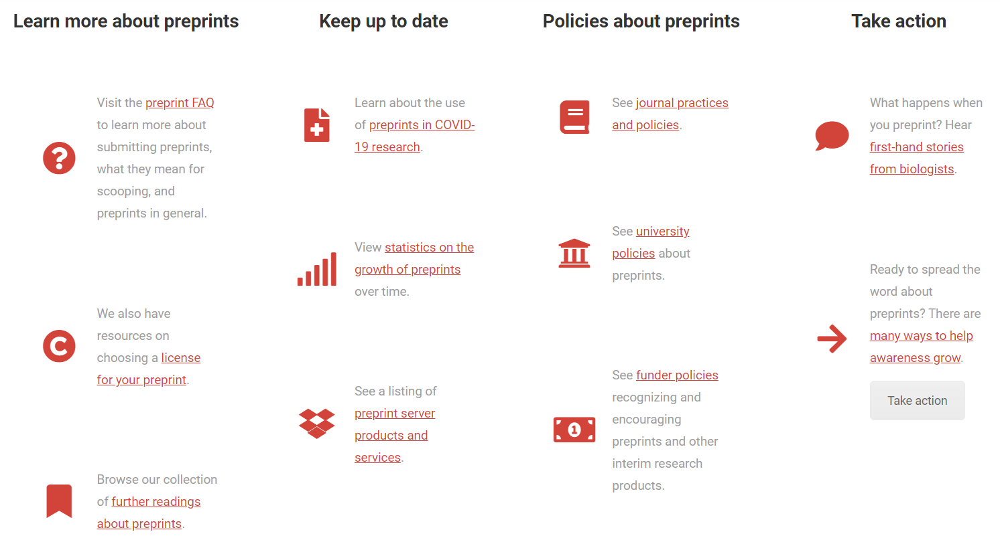 Learn more about preprints
Visit the preprint FAQ
to learn more about
submitting preprints,
what they mean for
scooping, and
preprints in general.
We also have
resources on
choosing a license
for your preprint.
Browse our collection
of further readings
about preprints.
Keep up to date
Learn about the use
of preprints in COVID-
19 research.
View statistics on the
growth of preprints
over time.
See a listing of
preprint server
products and
services.
Policies about preprints
See journal practices
and policies.
See university
policies about
preprints.
1
See funder policies
recognizing and
encouraging
preprints and other
interim research
products.
Take action
What happens when
you preprint? Hear
first-hand stories
from biologists.
Ready to spread the
word about
preprints? There are
many ways to help
awareness grow.
Take action